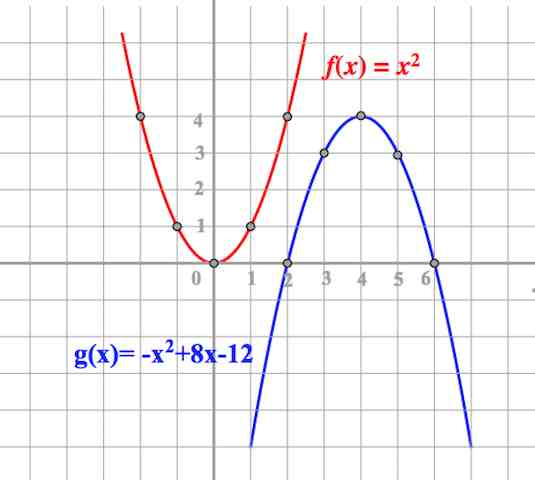 f(x) = x²
4
3
2
1
0 1 2 3 4 5 6
g(x)= -x²+8x-12